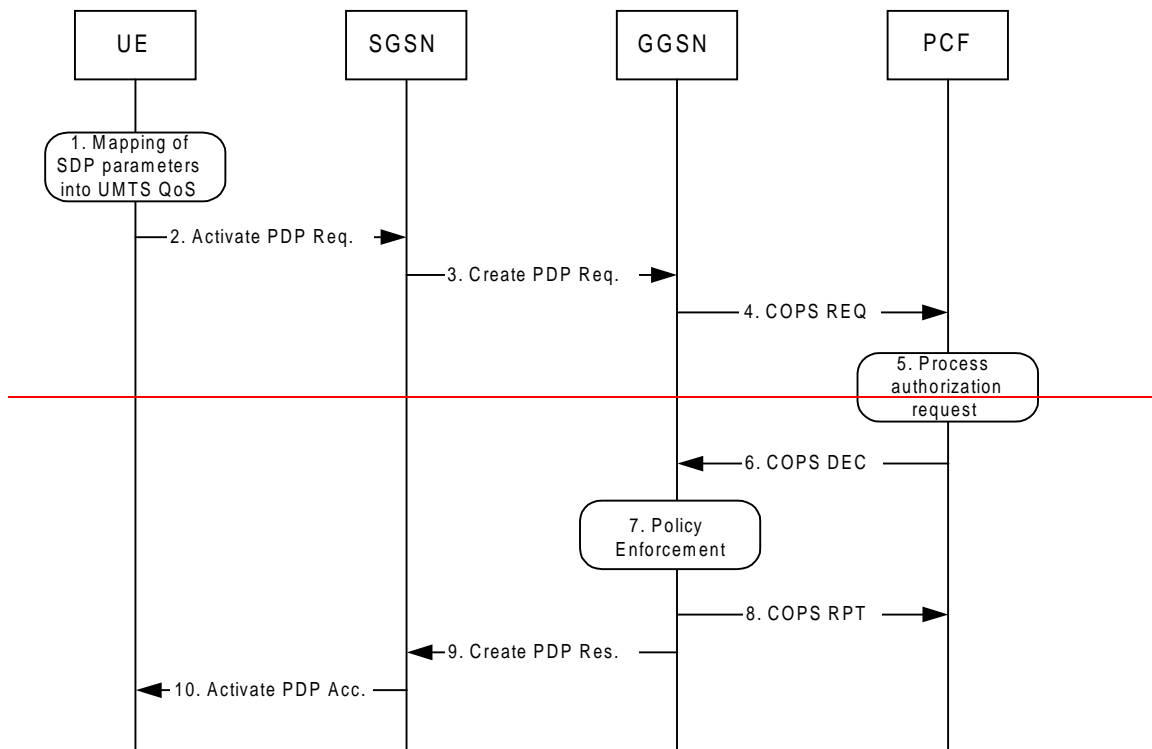 UE
SGSN
GGSN
PCF
1. Mapping of
SDP parameters
into UMTS QoS
2. Activate PDP Req.
3. Create PDP Req.
4. COPS REQ
5. Process
authorization
request
6. COPS DEC
7. Policy
Enforcement
8. COPS RPT
9. Create PDP Res.
10. Activate PDP Acc.